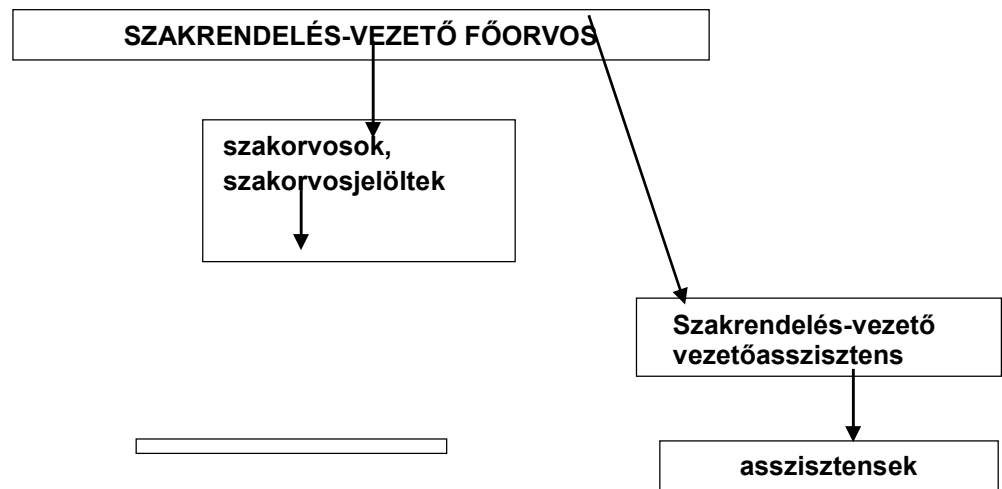 SZAKRENDELÉS-VEZETŐ FŐORVOS
szakorvosok,
szakorvosjelöltek
Szakrendelés-vezető
vezetőasszisztens
asszisztensek